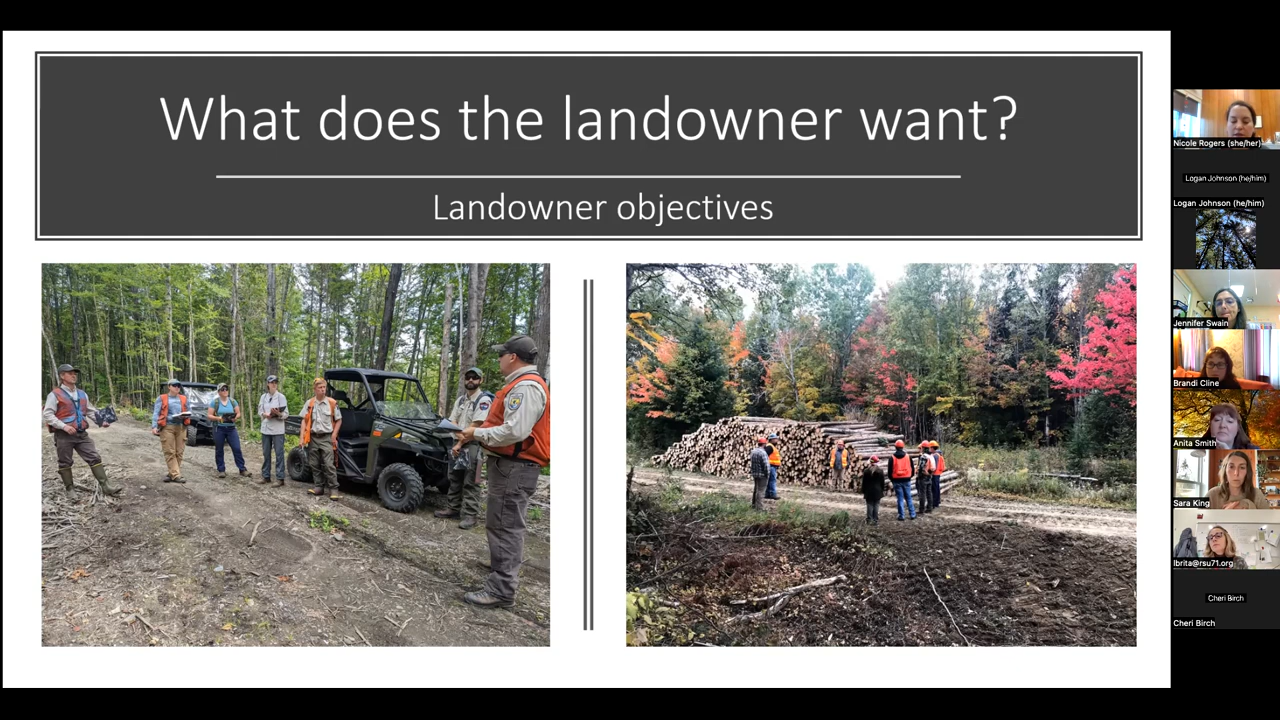 What does the landowner want?
Landowner objectives
Nicole Rogers (she/her)
Logan Johnson (he/him)
Logan Johnson (he/him)
Jennifer Swain
Brandi Cline
Anita Smith
Sara King
lbrita@rsu71.org
Cheri Birch
Cheri Birch